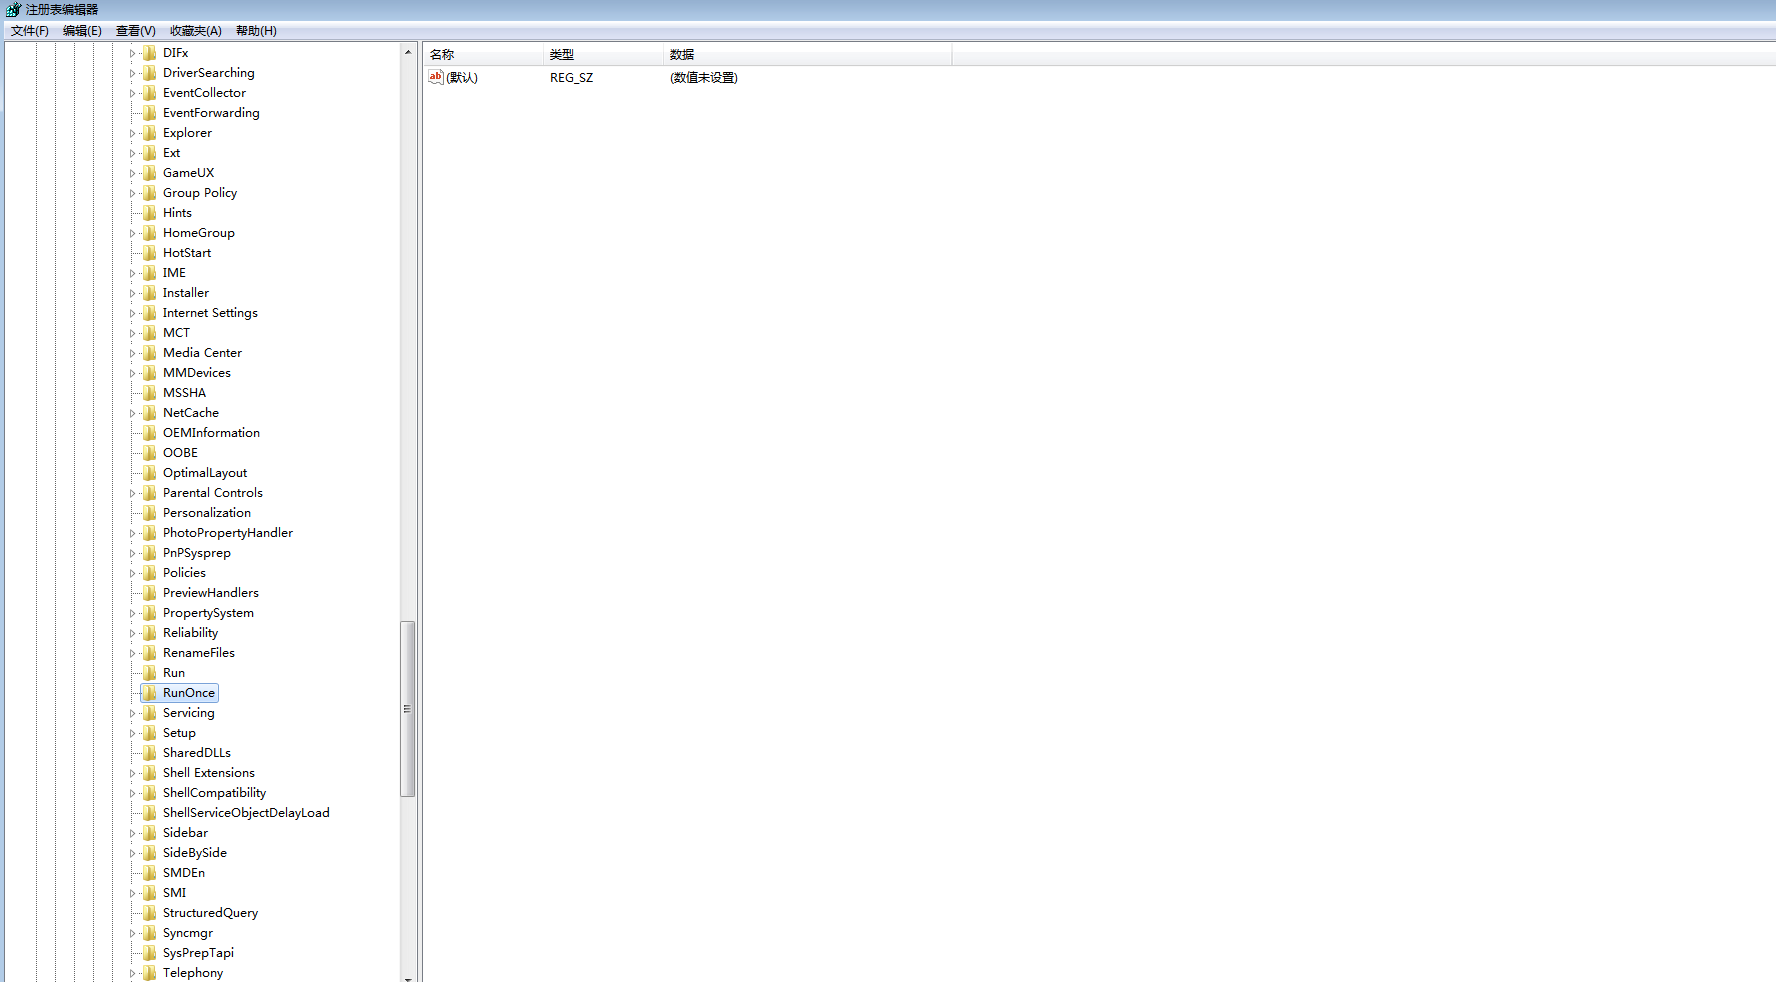 注册表编辑器
文件(F) 编辑(E) 查看(V) 收藏夹(A) 帮助(H)
DIFx
DriverSearching
EventCollector
EventForwarding
Explorer
Ext
GameUX
Group Policy
Hints
HomeGroup
HotStart
IME
Installer
Internet Settings
MCT
Media Center
MMDevices
MSSHA
NetCache
OEMInformation
OOBE
OptimalLayout
Parental Controls
Personalization
PhotoPropertyHandler
PnPSysprep
Policies
PreviewHandlers
PropertySystem
Reliability
RenameFiles
Run
RunOnce
Servicing
Setup
SharedDLLs
Shell Extensions
ShellCompatibility
ShellServiceObjectDelayLoad
Sidebar
SideBySide
SMDEn
SMI
StructuredQuery
Syncmgr
SysPrepTapi
Telephony
名称 类型 数据
ab (默认) REG_SZ (数值未设置)